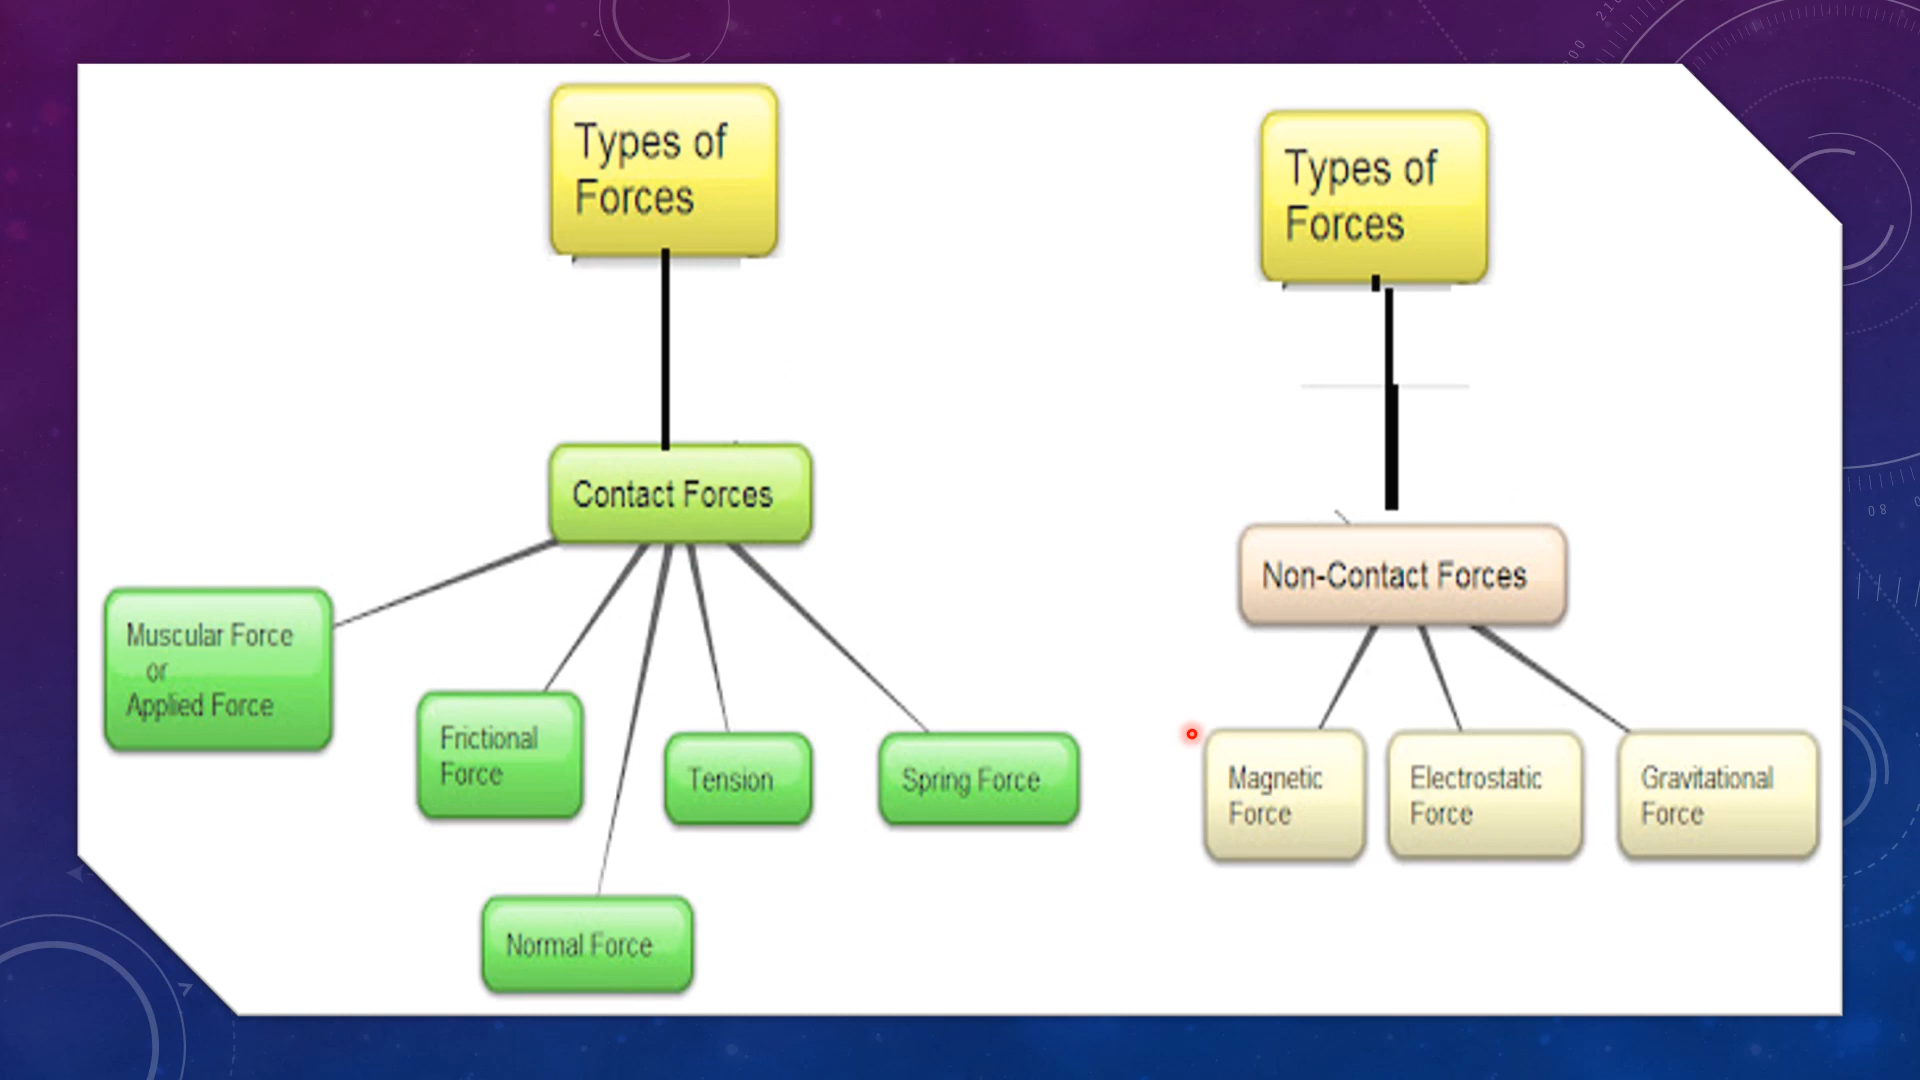 Types of
Forces
Contact Forces
Muscular Force
or
Applied Force
Frictional
Force
Tension
Spring Force
Normal Force
Types of
Forces
Non-Contact Forces
Magnetic
Force
Electrostatic
Force
Gravitational
Force
80